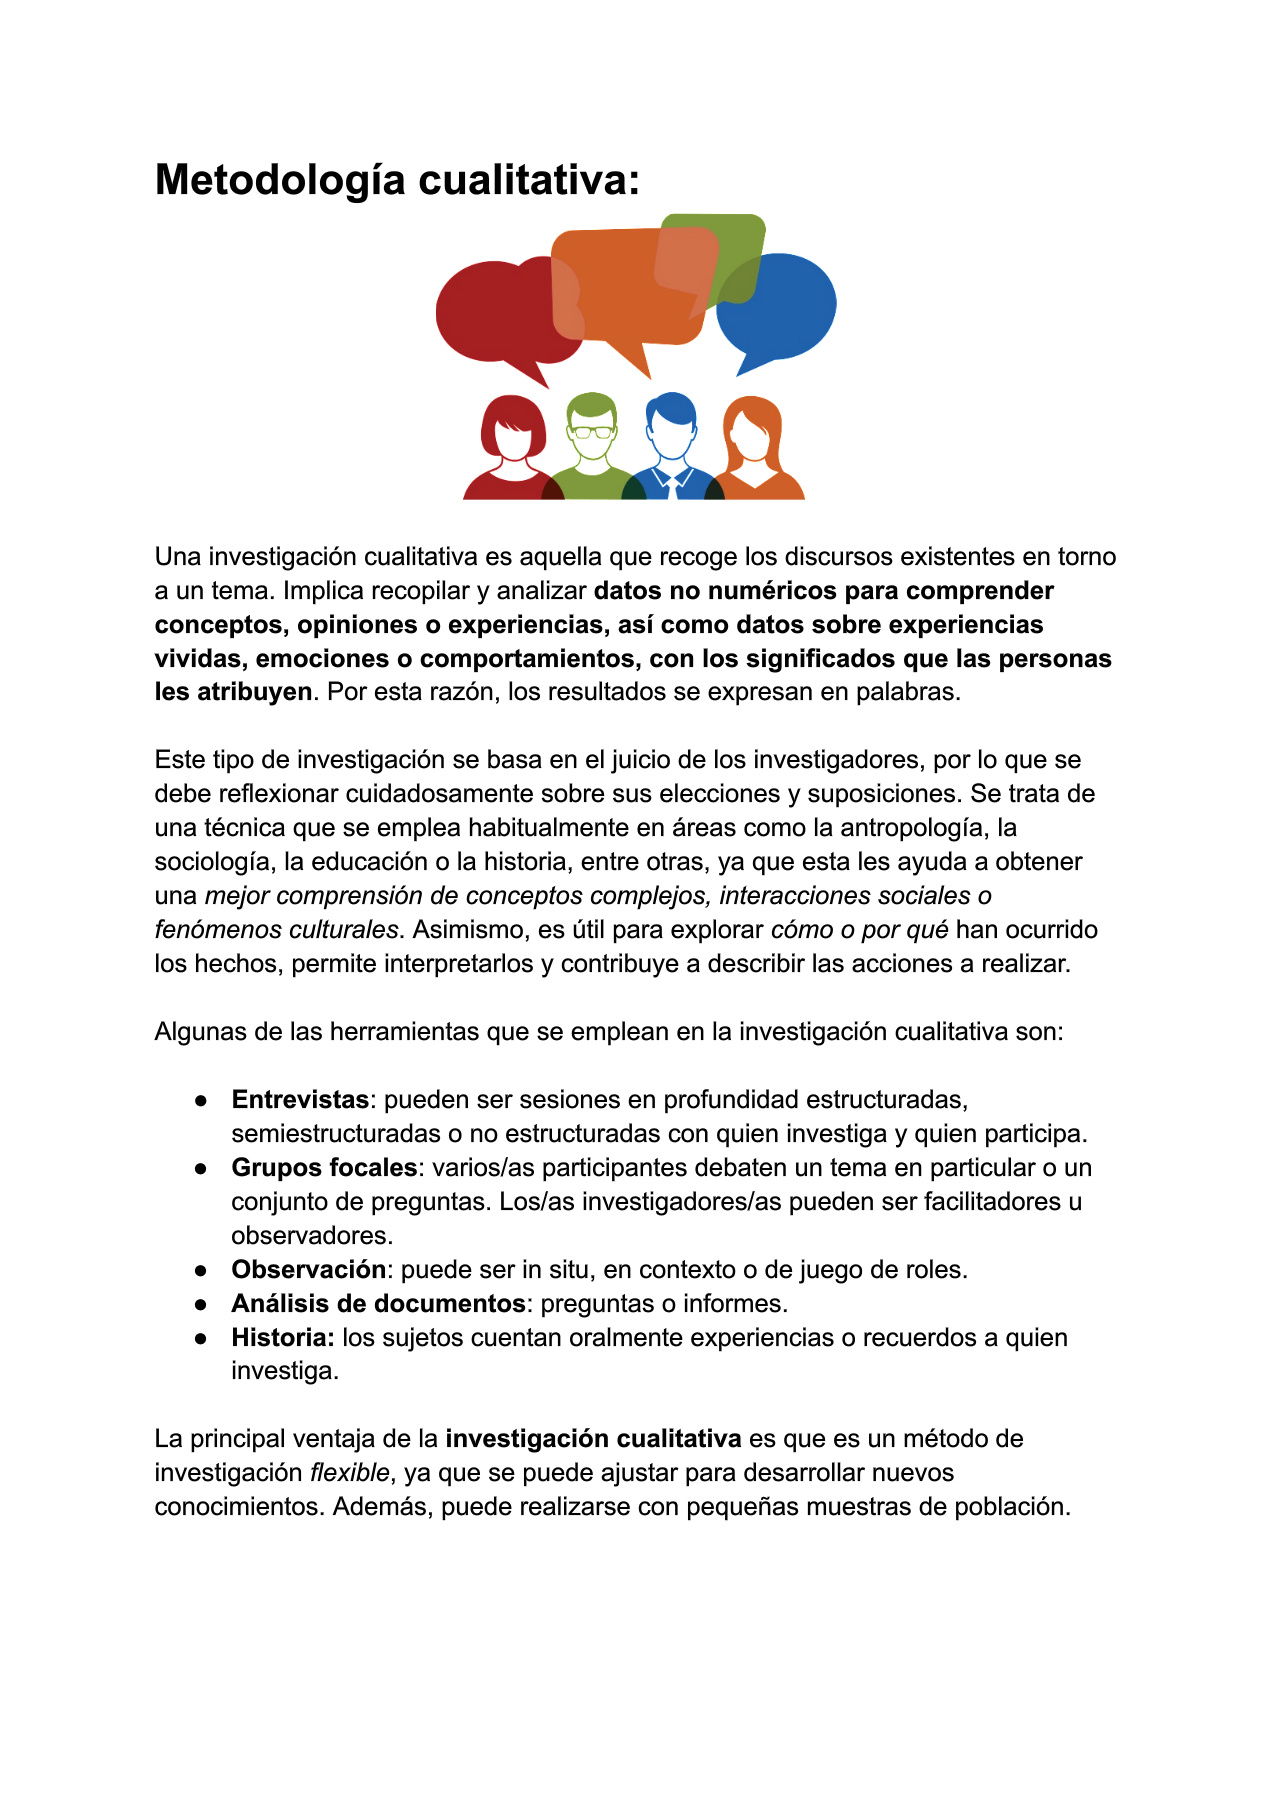 Metodología cualitativa:
Una investigación cualitativa es aquella que recoge los discursos existentes en torno
a un tema. Implica recopilar y analizar datos no numéricos para comprender
conceptos, opiniones o experiencias, así como datos sobre experiencias
vividas, emociones o comportamientos, con los significados que las personas
les atribuyen. Por esta razón, los resultados se expresan en palabras.
Este tipo de investigación se basa en el juicio de los investigadores, por lo que se
debe reflexionar cuidadosamente sobre sus elecciones y suposiciones. Se trata de
una técnica que se emplea habitualmente en áreas como la antropología, la
sociología, la educación o la historia, entre otras, ya que esta les ayuda a obtener
una mejor comprensión de conceptos complejos, interacciones sociales o
fenómenos culturales. Asimismo, es útil para explorar cómo o por qué han ocurrido
los hechos, permite interpretarlos y contribuye a describir las acciones a realizar.
Algunas de las herramientas que se emplean en la investigación cualitativa son:
● Entrevistas: pueden ser sesiones en profundidad estructuradas,
semiestructuradas o no estructuradas con quien investiga y quien participa.
● Grupos focales: varios/as participantes debaten un tema en particular o un
conjunto de preguntas. Los/as investigadores/as pueden ser facilitadores u
observadores.
● Observación: puede ser in situ, en contexto o de juego de roles.
● Análisis de documentos: preguntas o informes.
● Historia: los sujetos cuentan oralmente experiencias o recuerdos a quien
investiga.
La principal ventaja de la investigación cualitativa es que es un método de
investigación flexible, ya que se puede ajustar para desarrollar nuevos
conocimientos. Además, puede realizarse con pequeñas muestras de población.